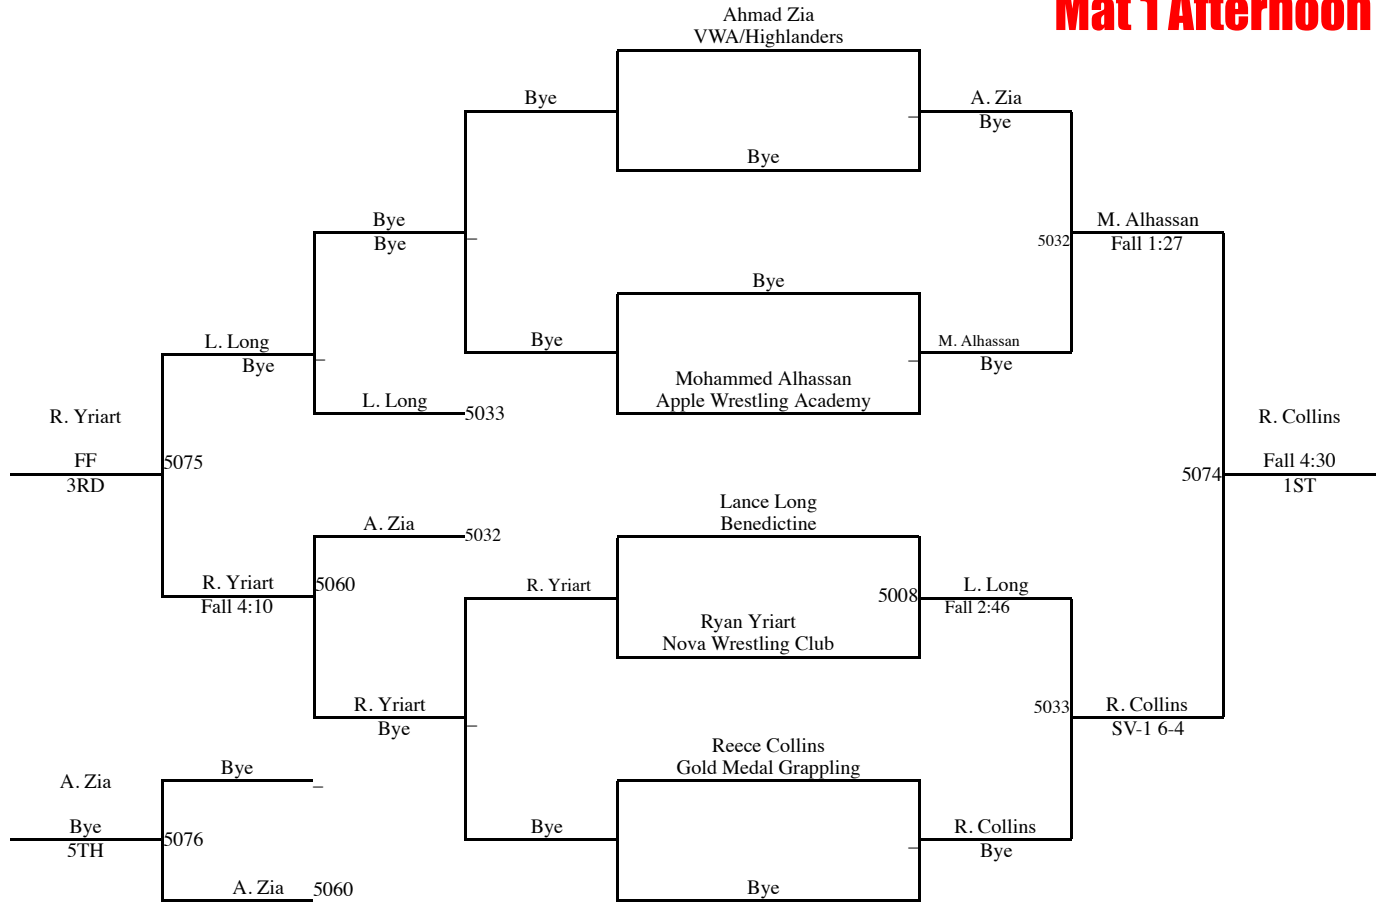 Mat 1 Afternoon
Ahmad Zia
VWA/Highlanders
Bye
A. Zia
Bye
Bye
Bye
Bye
5032
M. Alhassan
Fall 1:27
Bye
L. Long
Bye
Bye
M. Alhassan
Bye
Mohammed Alhassan
Apple Wrestling Academy
L. Long
5033
R. Yriart
FF
3RD
5075
R. Collins
Fall 4:30
1ST
5074
Lance Long
Benedictine
A. Zia
5032
R. Yriart
Fall 4:10
5060
R. Yriart
5008
L. Long
Fall 2:46
Ryan Yriart
Nova Wrestling Club
R. Yriart
Bye
5033
R. Collins
SV-1 6-4
Reece Collins
Gold Medal Grappling
Bye
A. Zia
Bye
5TH
5076
Bye
R. Collins
Bye
A. Zia
5060
Bye